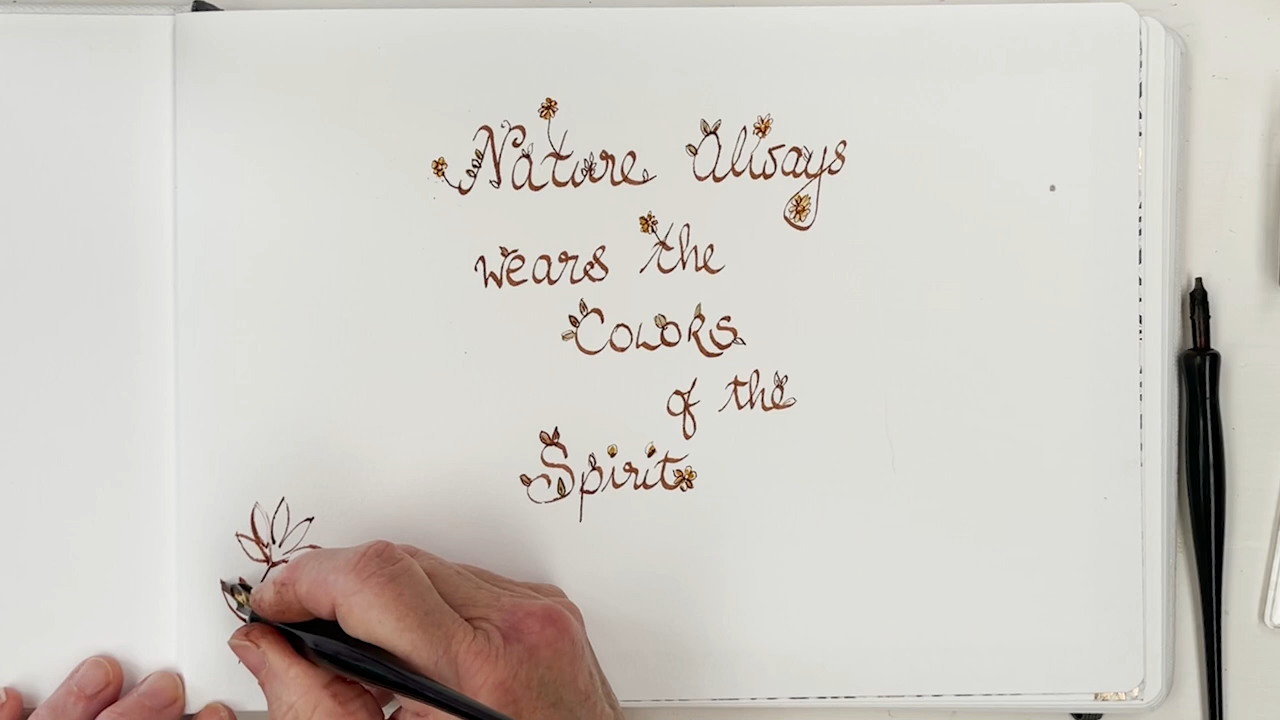 Nature Always
wears the
Colors
of the
Spirit